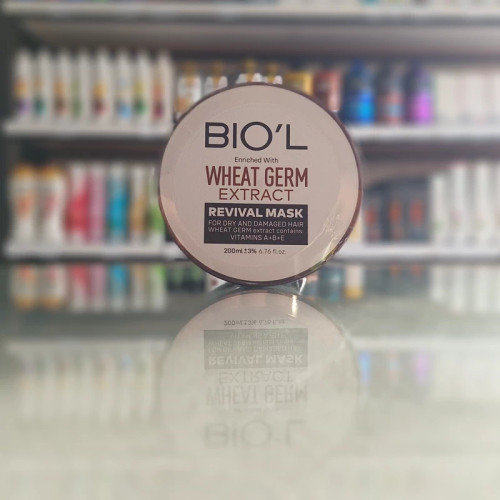 BIO'L
Enriched With
WHEAT GERM
EXTRACT
REVIVAL MASK
FOR DRY AND DAMAGED HAIR
WHEAT GERM extract contains:
VITAMINS A+B+E
200ml ±3% 6.76 fl.oz.